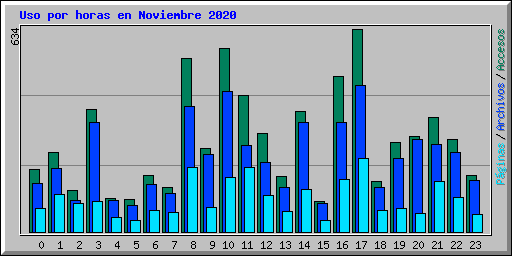 Uso por horas en Noviembre 2020
634
Páginas / Archivos / Accesos
0 1 2 3 4 5 6 7 8 9 10 11 12 13 14 15 16 17 18 19 20 21 22 23